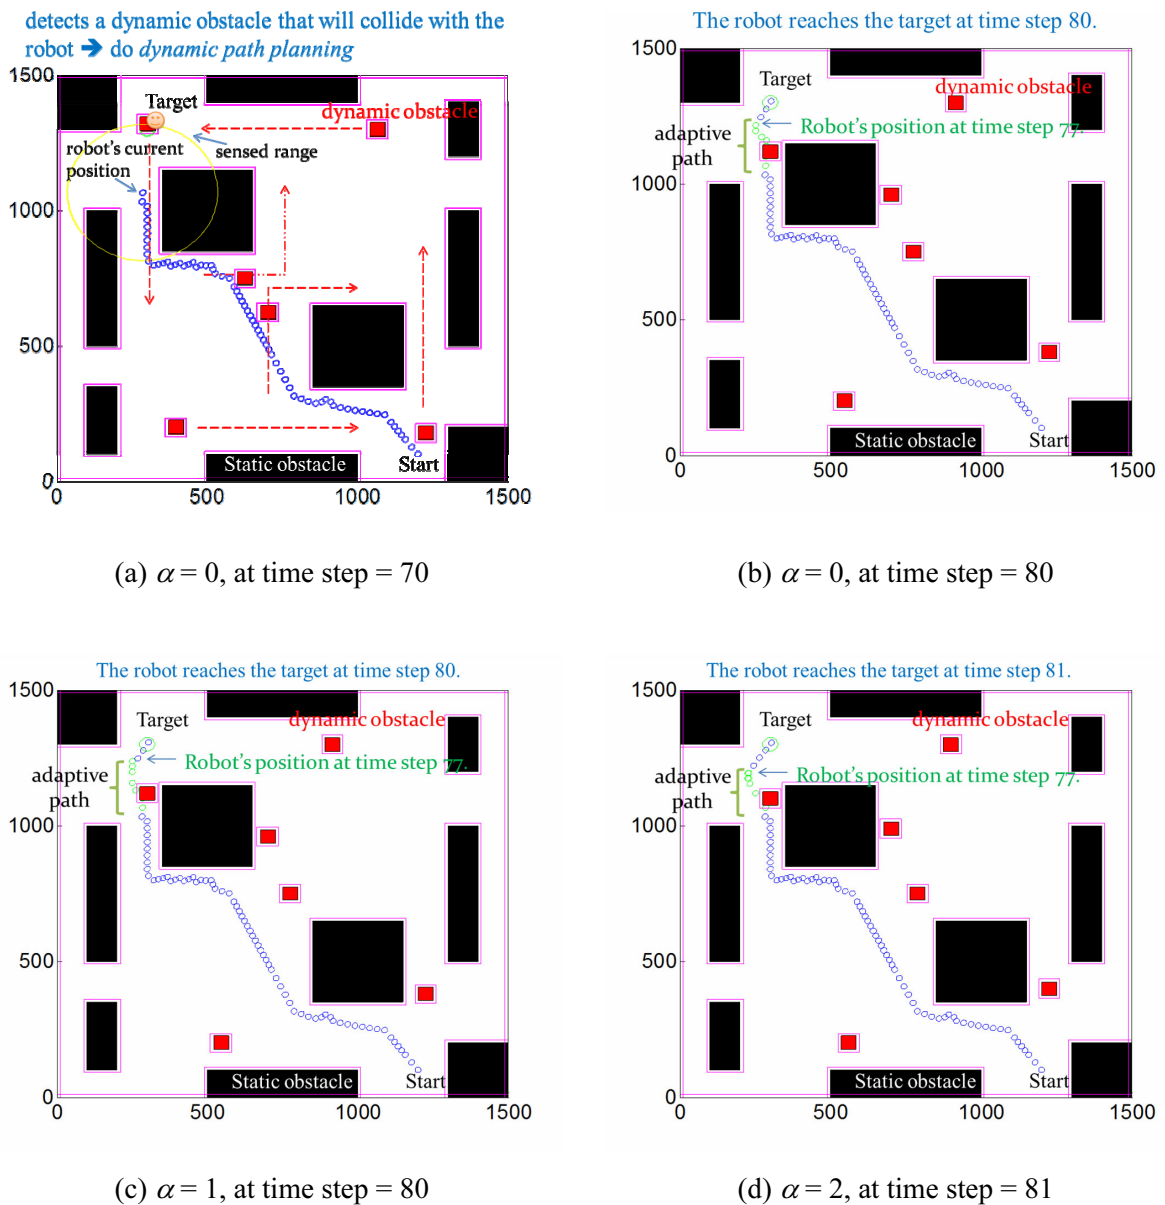 detects a dynamic obstacle that will collide with the
robot ➔ do dynamic path planning
1500
Target
dynamic obstacle
robot's current
position
sensed range
1000
500
0
Static obstacle
Start
0
500
1000
1500
(a) α = 0, at time step = 70
The robot reaches the target at time step 80.
1500
Target
dynamic obstacle
adaptive
path
Robot's position at time step 77.
1000
500
0
Static obstacle
Start
0
500
1000
1500
(b) α = 0, at time step = 80
The robot reaches the target at time step 80.
1500
Target
dynamic obstacle
adaptive
path
Robot's position at time step 77.
1000
500
0
Static obstacle
Start
0
500
1000
1500
(c) α = 1, at time step = 80
The robot reaches the target at time step 81.
1500
Target
dynamic obstacle
adaptive
path
Robot's position at time step 77.
1000
500
0
Static obstacle
Start
0
500
1000
1500
(d) α = 2, at time step = 81